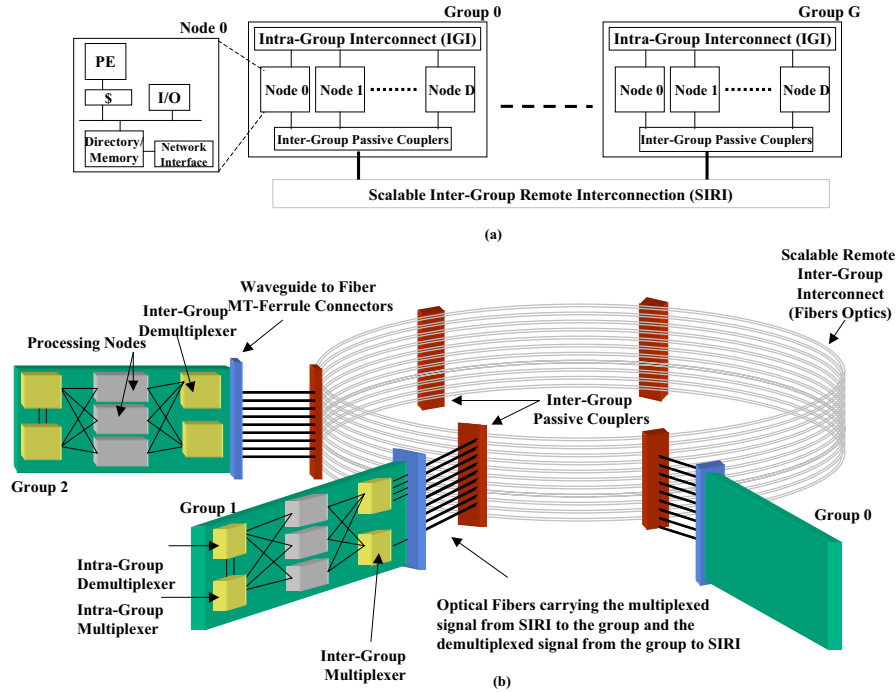 Group 0
Group G
Node 0
Intra-Group Interconnect (IGI)
Intra-Group Interconnect (IGI)
PE
$
I/O
Directory/
Memory
Network
Interface
Node 0
Node 1
Node D
Node 0
Node 1
Node D
Inter-Group Passive Couplers
Inter-Group Passive Couplers
Scalable Inter-Group Remote Interconnection (SIRI)
(a)
Scalable Remote
Inter-Group
Interconnect
(Fibers Optics)
Waveguide to Fiber
MT-Ferrule Connectors
Inter-Group
Demultiplexer
Processing Nodes
Inter-Group
Passive Couplers
Group 2
Group 1
Group 0
Intra-Group
Demultiplexer
Intra-Group
Multiplexer
Inter-Group
Multiplexer
Optical Fibers carrying the multiplexed
signal from SIRI to the group and the
demultiplexed signal from the group to SIRI
(b)